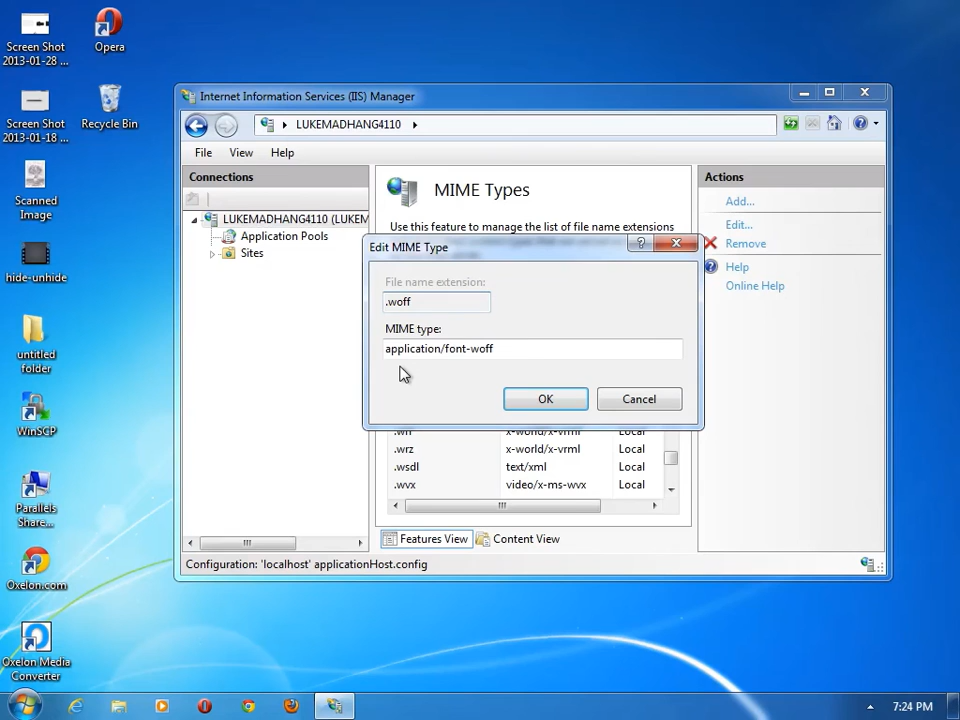 Screen Shot
2013-01-28 ...
Opera
Screen Shot
2013-01-18 ...
Recycle Bin
Scanned
Image
hide-unhide
untitled
folder
WinSCP
Parallels
Share...
Oxelon.com
Oxelon Media
Converter
Internet Information Services (IIS) Manager
LUKEMADHANG4110
File View Help
Connections
LUKEMADHANG4110 (LUKEM
Application Pools
Sites
MIME Types
Use this feature to manage the list of file name extensions
Edit MIME Type
File name extension:
.woff
MIME type:
application/font-woff
OK Cancel
.wrz x-world/x-vrml Local
.wsdl text/xml Local
.wvx video/x-ms-wvx Local
Features View Content View
Actions
Add...
Edit...
Remove
Help
Online Help
Configuration: 'localhost' applicationHost.config
7:24 PM